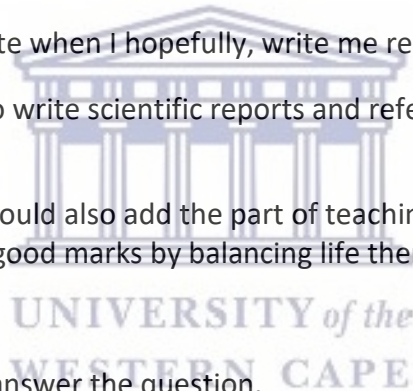 te when I hopefully, write me re
o write scientific reports and refe
ould also add the part of teachin
good marks by balancing life the
UNIVERSITY of the
WESTERN CAPE
answer the question.